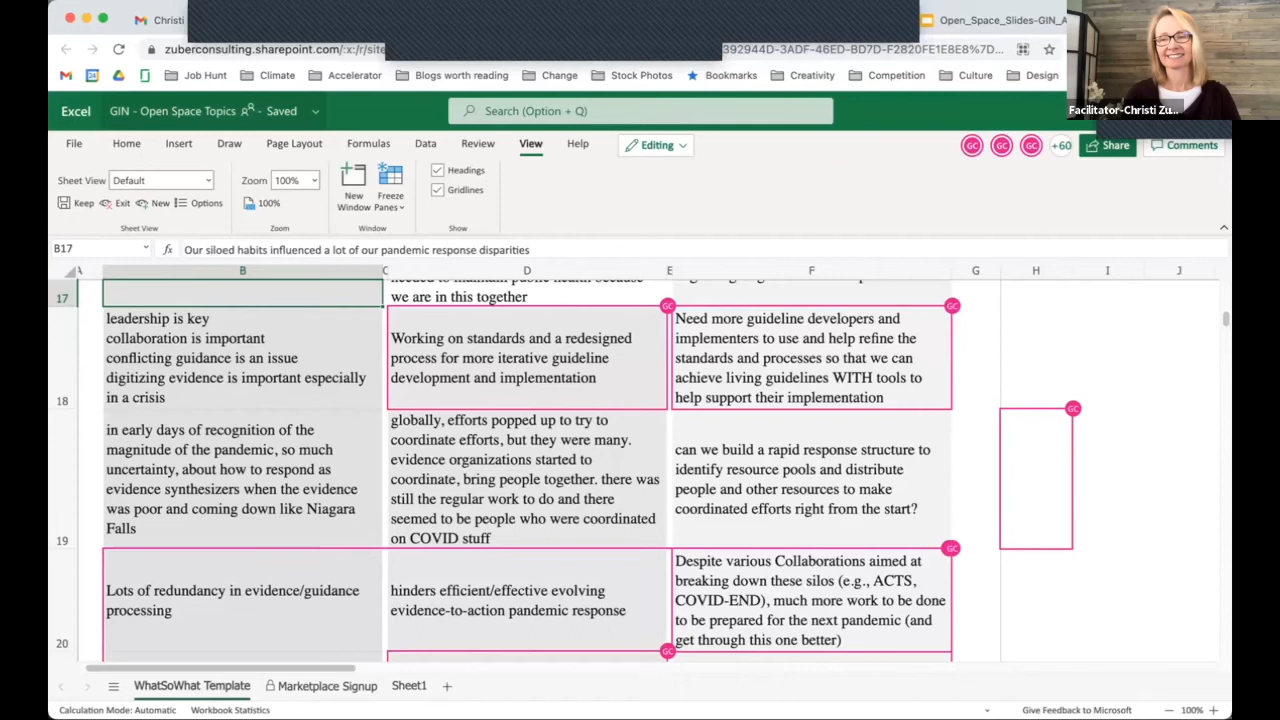 Christi
Open_Space_Slides-GIN_A
zuberconsulting.sharepoint.com/:x:/r/site
392944D-3ADF-46ED-BD7D-F2820FE1E8E8%7D...
Job Hunt
Climate
Accelerator
Blogs worth reading
Change
Stock Photos
Bookmarks
Creativity
Competition
Culture
Design
Facilitator-Christi Zu...
Excel
GIN - Open Space Topics
- Saved
Search (Option + Q)
File
Home
Insert
Draw
Page Layout
Formulas
Data
Review
View
Help
Editing
GC
GC
GC
+60
Share
Comments
Sheet View
Default
Keep
Exit
New
Options
Sheet View
Zoom
100%
100%
Zoom
New
Window
Freeze
Panes
Window
Headings
Gridlines
Show
B17
fx
Our siloed habits influenced a lot of our pandemic response disparities
A
B
C
D
E
F
G
H
I
J
17
needed to maintain public health because
we are in this together
18
leadership is key
collaboration is important
conflicting guidance is an issue
digitizing evidence is important especially
in a crisis
Working on standards and a redesigned
process for more iterative guideline
development and implementation
GC
Need more guideline developers and
implementers to use and help refine the
standards and processes so that we can
achieve living guidelines WITH tools to
help support their implementation
GC
19
in early days of recognition of the
magnitude of the pandemic, so much
uncertainty, about how to respond as
evidence synthesizers when the evidence
was poor and coming down like Niagara
Falls
globally, efforts popped up to try to
coordinate efforts, but they were many.
evidence organizations started to
coordinate, bring people together. there was
still the regular work to do and there
seemed to be people who were coordinated
on COVID stuff
can we build a rapid response structure to
identify resource pools and distribute
people and other resources to make
coordinated efforts right from the start?
GC
20
Lots of redundancy in evidence/guidance
processing
hinders efficient/effective evolving
evidence-to-action pandemic response
Despite various Collaborations aimed at
breaking down these silos (e.g., ACTS,
COVID-END), much more work to be done
to be prepared for the next pandemic (and
get through this one better)
GC
GC
WhatSoWhat Template
Marketplace Signup
Sheet1
Calculation Mode: Automatic
Workbook Statistics
Give Feedback to Microsoft
100%